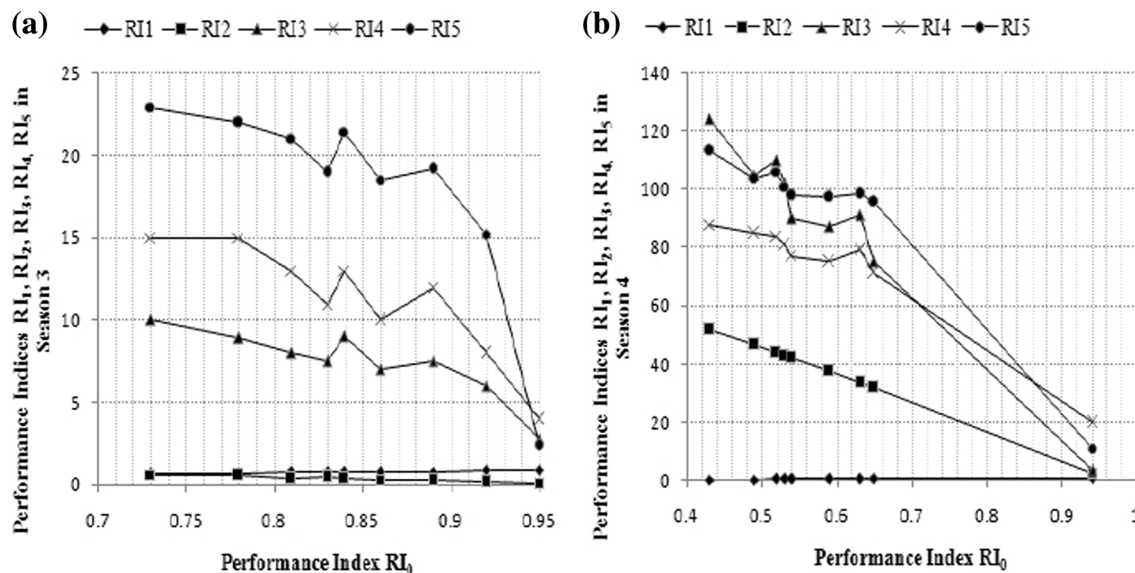 (a)
RI1 RI2 RI3 RI4 RI5
Performance Indices RI1, RI2, RI3, RI4, RI5 in
Season 3
25
20
15
10
5
0
0.7 0.75 0.8 0.85 0.9 0.95
Performance Index RI0
(b)
RI1 RI2 RI3 RI4 RI5
Performance Indices RI1, RI2, RI3, RI4, RI5 in
Season 4
140
120
100
80
60
40
20
0
0.4 0.5 0.6 0.7 0.8 0.9 1
Performance Index RI0